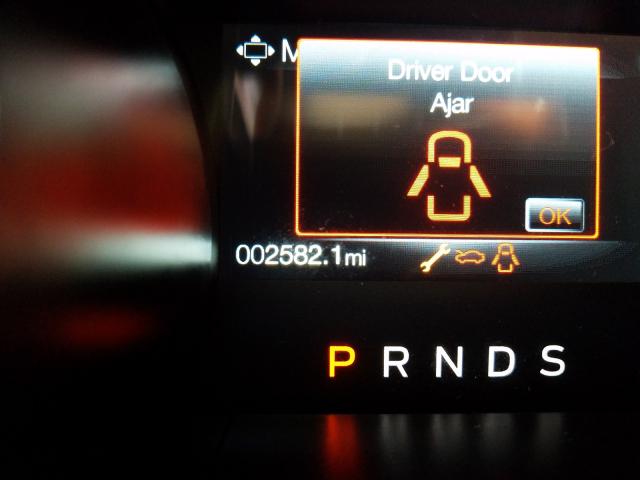 M
Driver Door
Ajar
OK
002582.1mi
P R N D S